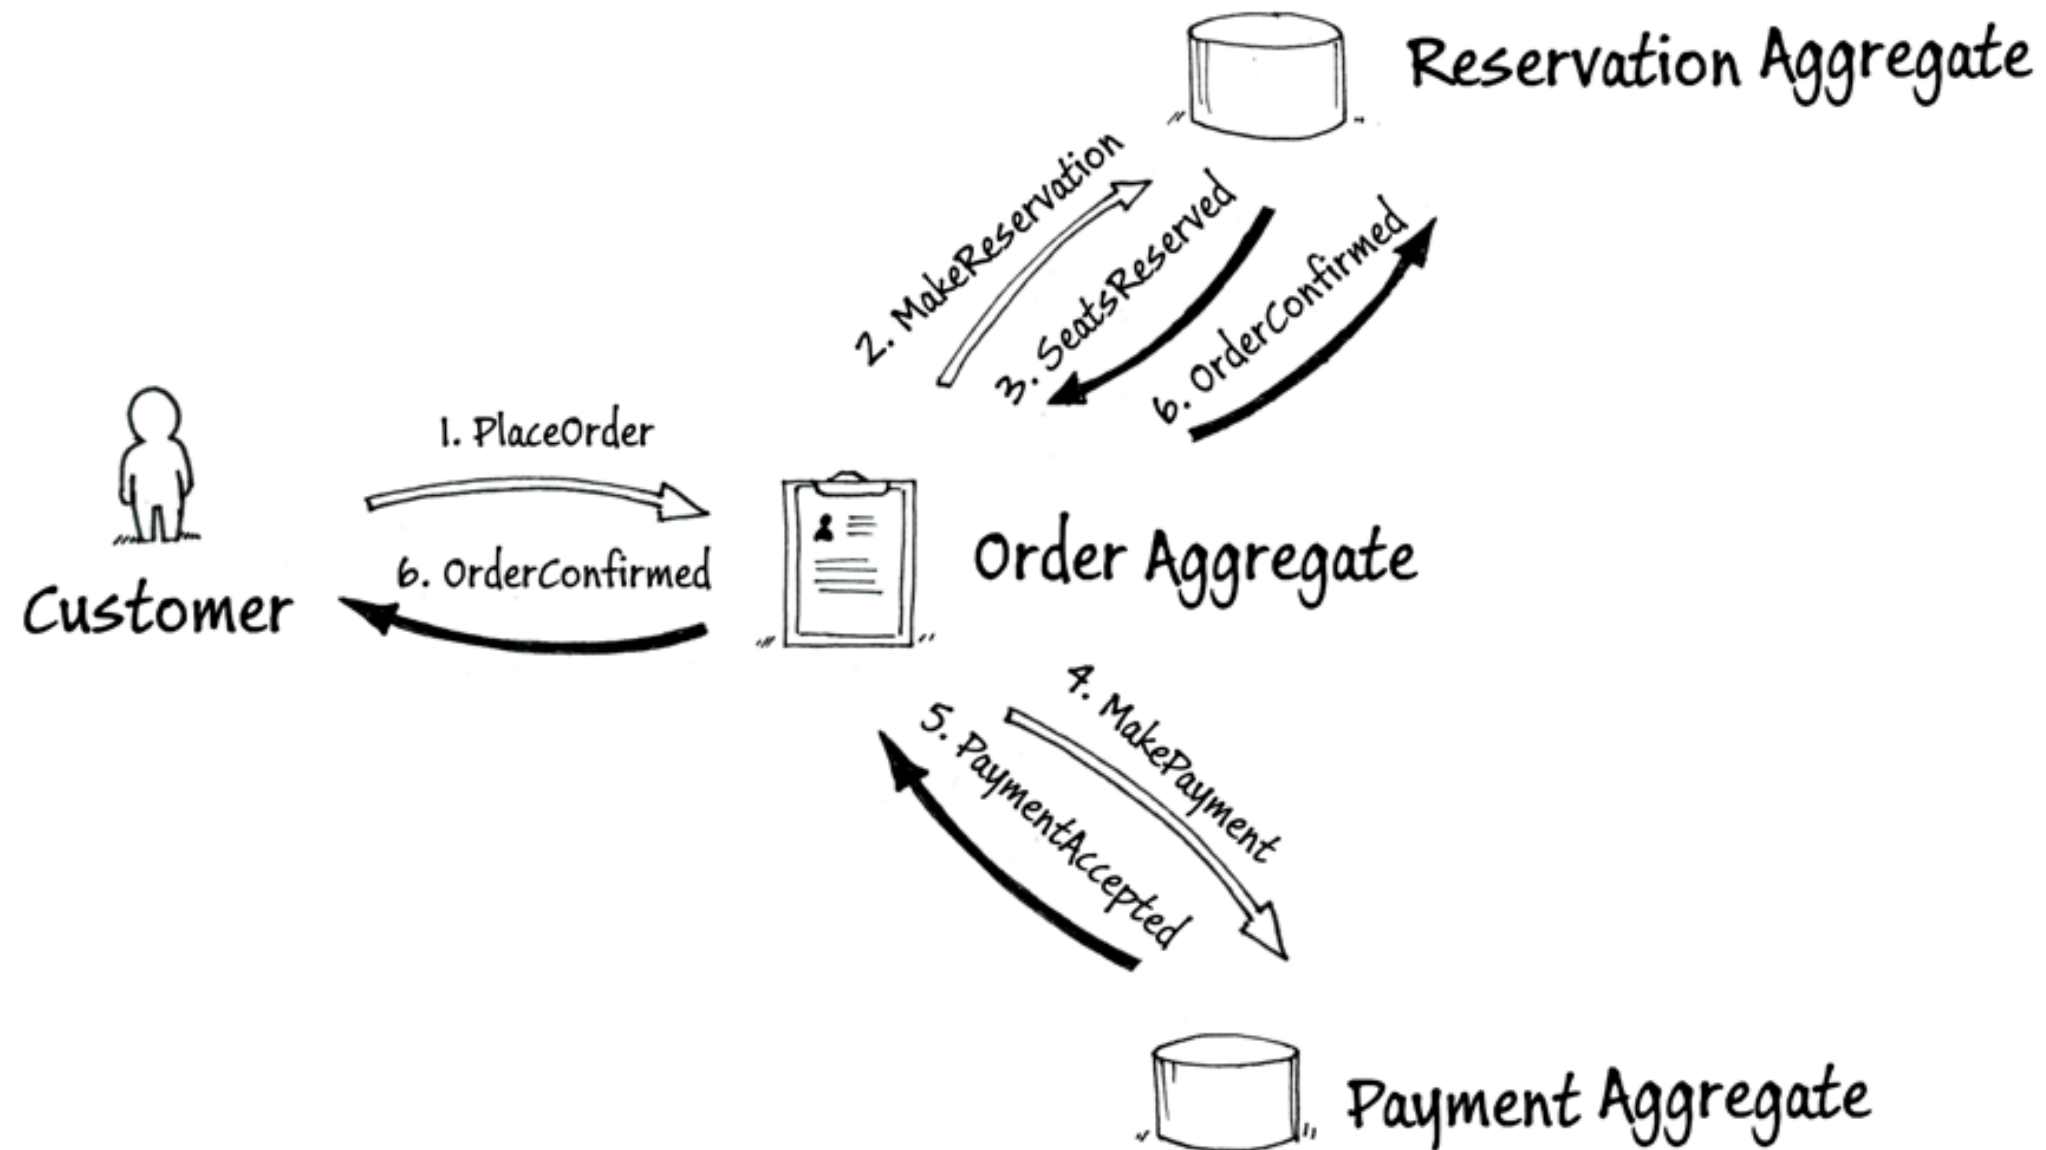 Reservation Aggregate
2. MakeReservation
3. SeatsReserved
6. OrderConfirmed
1. PlaceOrder
6. OrderConfirmed
Customer
Order Aggregate
4. MakePayment
5. PaymentAccepted
Payment Aggregate